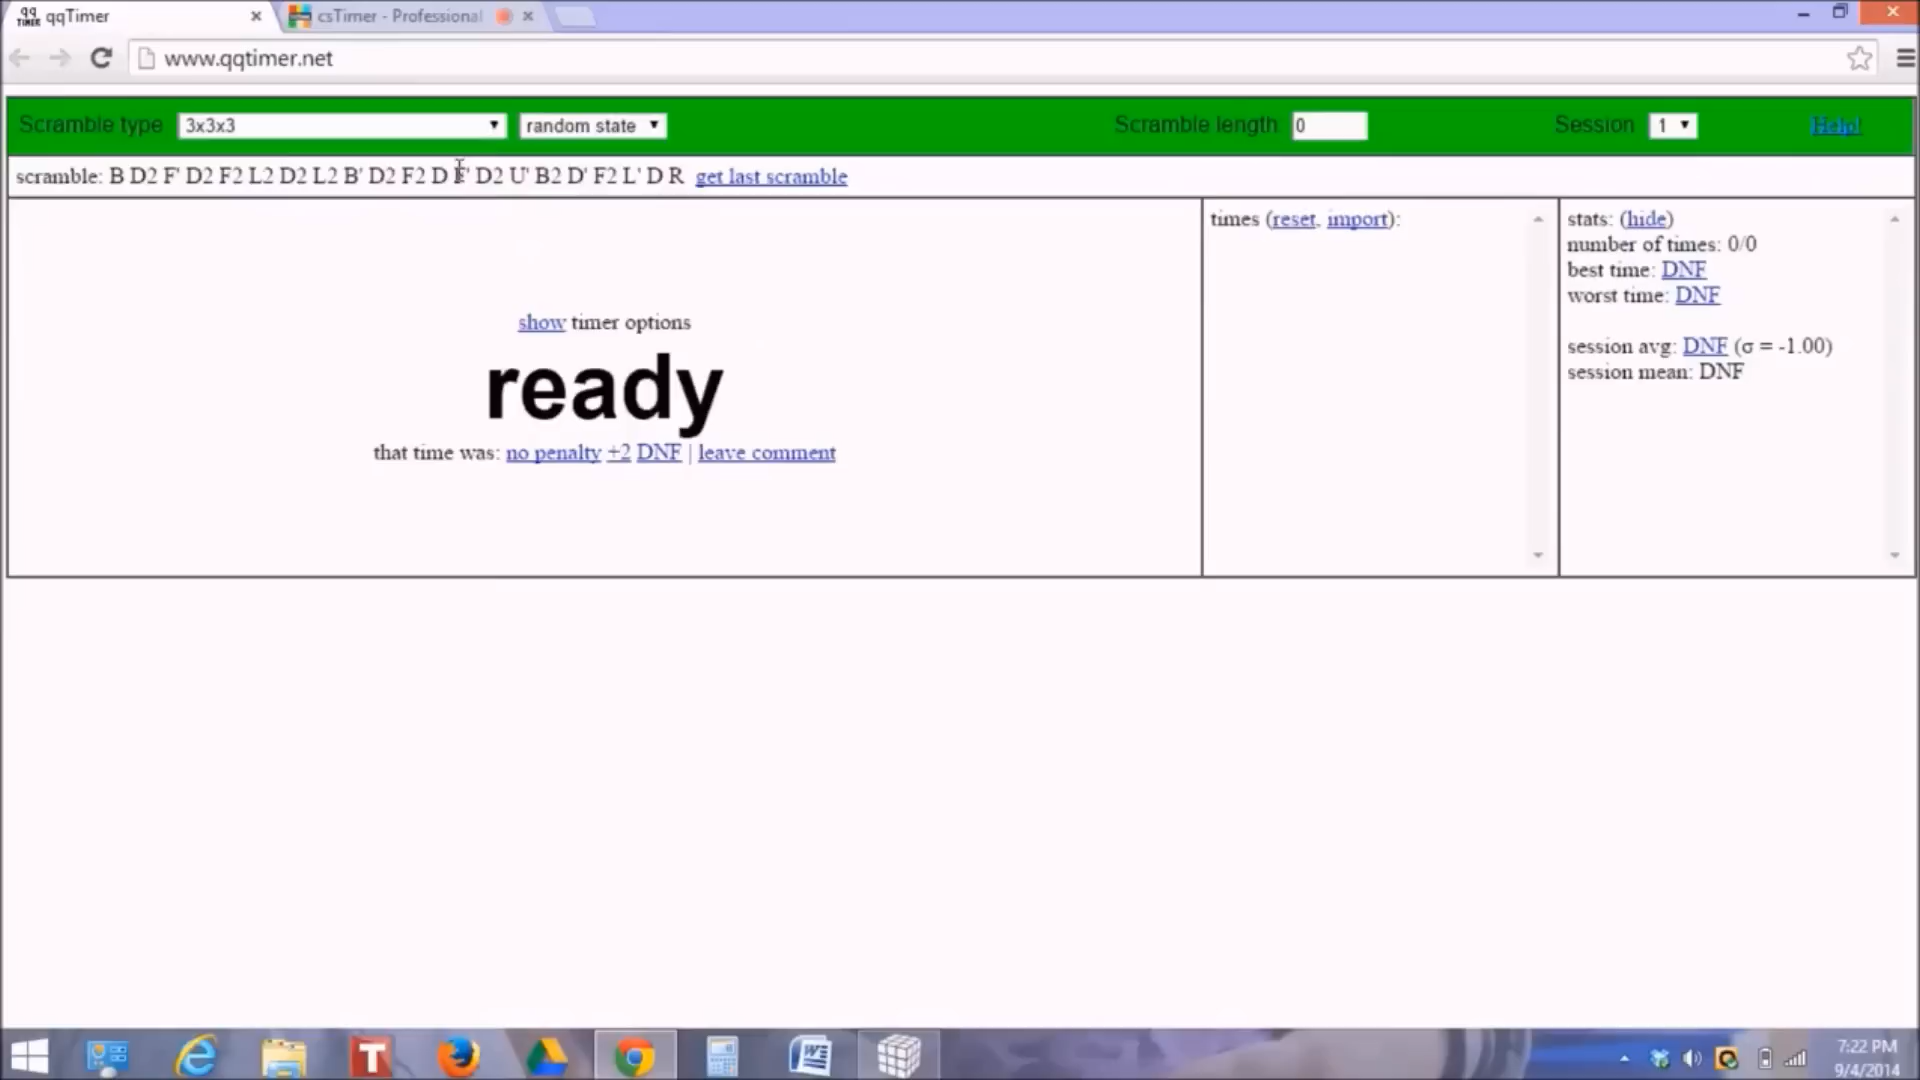 qq TIMER qqTimer
csTimer - Professional
www.qqtimer.net
Scramble type 3x3x3 random state Scramble length 0 Session 1 Help!
scramble: B D2 F' D2 F2 L2 D2 L2 B' D2 F2 D F' D2 U' B2 D' F2 L' D R get last scramble
show timer options
ready
that time was: no penalty +2 DNF | leave comment
times (reset, import):
stats: (hide)
number of times: 0/0
best time: DNF
worst time: DNF
session avg: DNF (σ = -1.00)
session mean: DNF
7:22 PM
9/4/2014